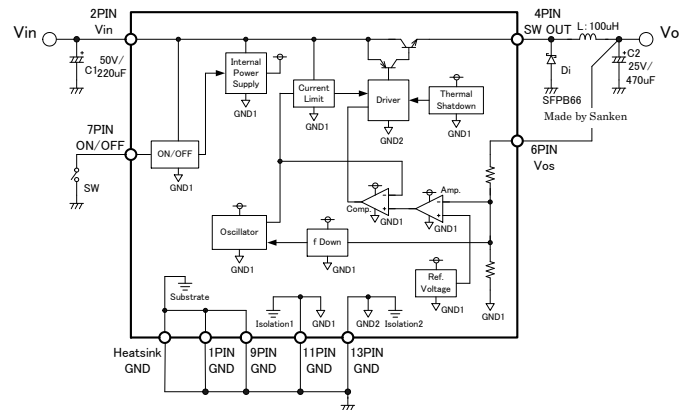 2PIN
4PIN
Vin
Vin
SW OUT
L:100uH
Vo
50V/
C1
220uF
Internal
Power
Supply
GND1
Current
Limit
GND1
Driver
GND2
Thermal
Shatdown
GND1
Di
SFPB66
Made by Sanken
C2
25V/
470uF
7PIN
ON/OFF
ON/OFF
GND1
SW
6PIN
Vos
Comp.
GND1
Amp.
GND1
Oscillator
GND1
f Down
GND1
Ref.
Voltage
GND1
GND1
Substrate
Isolation1
GND1
GND2
Isolation2
Heatsink
GND
1PIN
GND
9PIN
GND
11PIN
GND
13PIN
GND